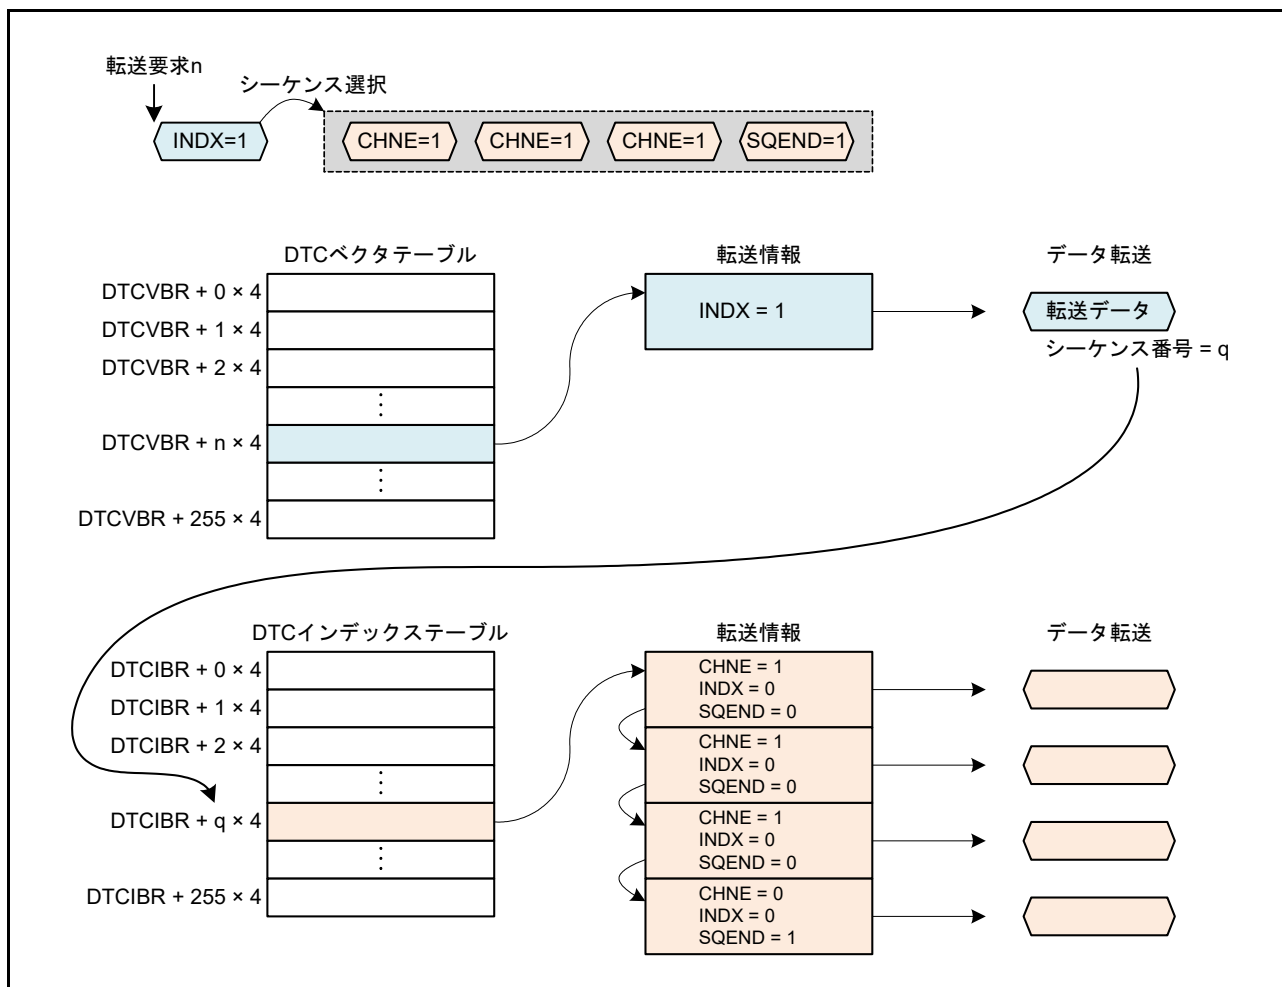 転送要求n
シーケンス選択
INDX=1
CHNE=1
CHNE=1
CHNE=1
SQEND=1
DTCベクタテーブル
転送情報
データ転送
DTCVBR + 0 × 4
DTCVBR + 1 × 4
DTCVBR + 2 × 4
⋮
DTCVBR + n × 4
⋮
DTCVBR + 255 × 4
INDX = 1
転送データ
シーケンス番号 = q
DTCインデックステーブル
転送情報
データ転送
DTCIBR + 0 × 4
DTCIBR + 1 × 4
DTCIBR + 2 × 4
⋮
DTCIBR + q × 4
⋮
DTCIBR + 255 × 4
CHNE = 1
INDX = 0
SQEND = 0
CHNE = 1
INDX = 0
SQEND = 0
CHNE = 1
INDX = 0
SQEND = 0
CHNE = 0
INDX = 0
SQEND = 1